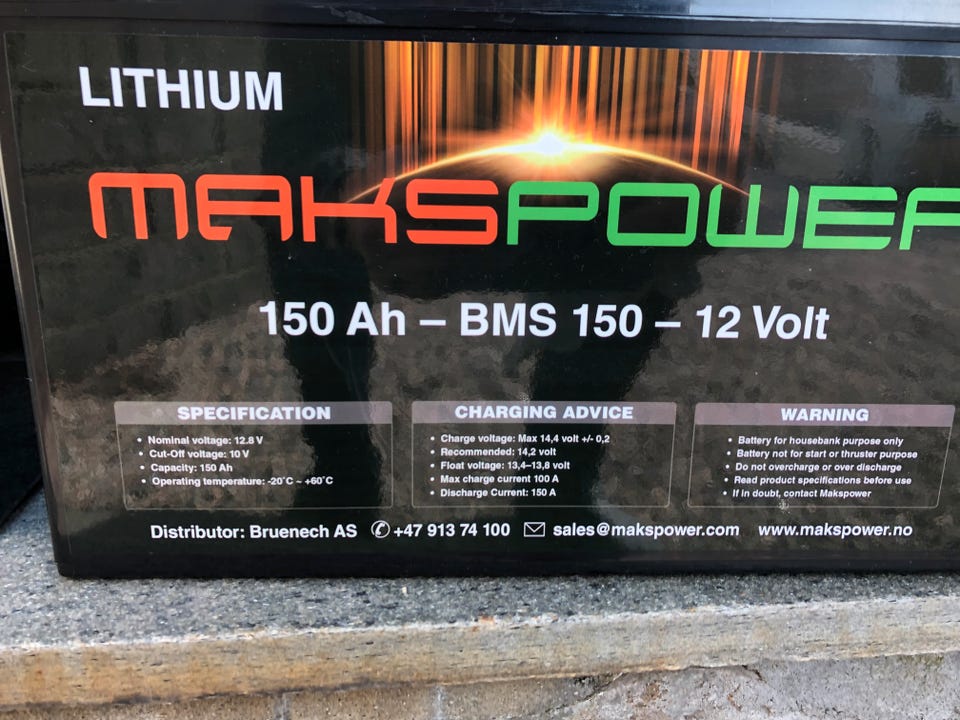 LITHIUM
MAKSPOWER
150 Ah – BMS 150 – 12 Volt
SPECIFICATION
• Nominal voltage: 12.8 V
• Cut-Off voltage: 10 V
• Capacity: 150 Ah
• Operating temperature: -20˚C ~ +60˚C
CHARGING ADVICE
• Charge voltage: Max 14,4 volt +/- 0,2
• Recommended: 14,2 volt
• Float voltage: 13,4–13,8 volt
• Max charge current 100 A
• Discharge Current: 150 A
WARNING
• Battery for housebank purpose only
• Battery not for start or thruster purpose
• Do not overcharge or over discharge
• Read product specifications before use
• If in doubt, contact Makspower
Distributor: Bruenech AS ✆ +47 913 74 100 ✉ sales@makspower.com www.makspower.no